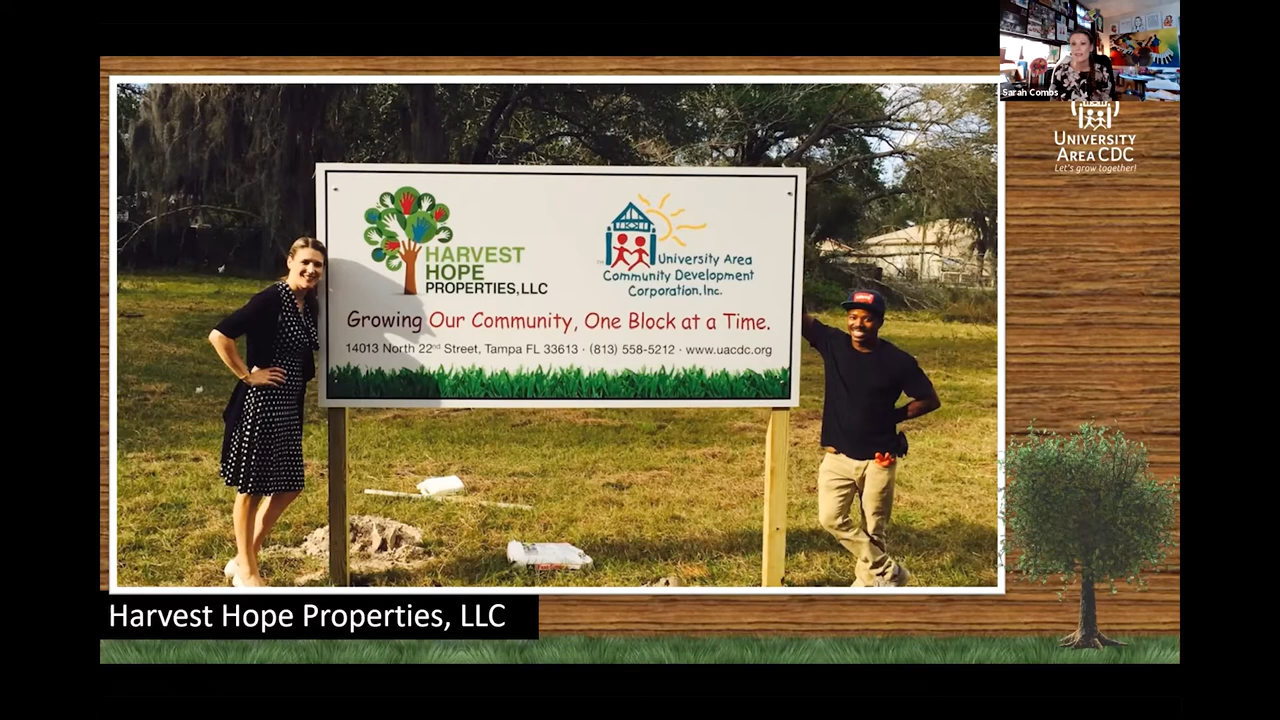 Sarah Combs
UNIVERSITY
AREA CDC
Let's grow together!
HARVEST
HOPE
PROPERTIES, LLC
University Area
Community Development
Corporation, Inc.
Growing Our Community, One Block at a Time.
14013 North 22nd Street, Tampa FL 33613 · (813) 558-5212 · www.uacdc.org
Harvest Hope Properties, LLC